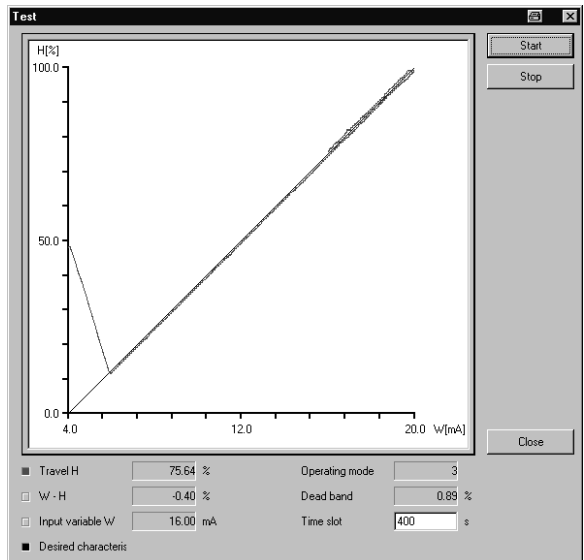 Test
H[%]
100.0
50.0
0.0
4.0 12.0 20.0 W[mA]
Start
Stop
Close
Travel H 75.64 % Operating mode 3
W - H -0.40 % Dead band 0.89 %
Input variable W 16.00 mA Time slot 400 s
Desired characteris